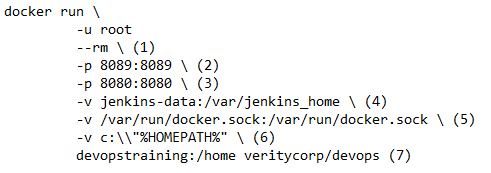 docker run \
-u root
--rm \ (1)
-p 8089:8089 \ (2)
-p 8080:8080 \ (3)
-v jenkins-data:/var/jenkins_home \ (4)
-v /var/run/docker.sock:/var/run/docker.sock \ (5)
-v c:\\"%HOMEPATH%" \ (6)
devopstraining:/home veritycorp/devops (7)